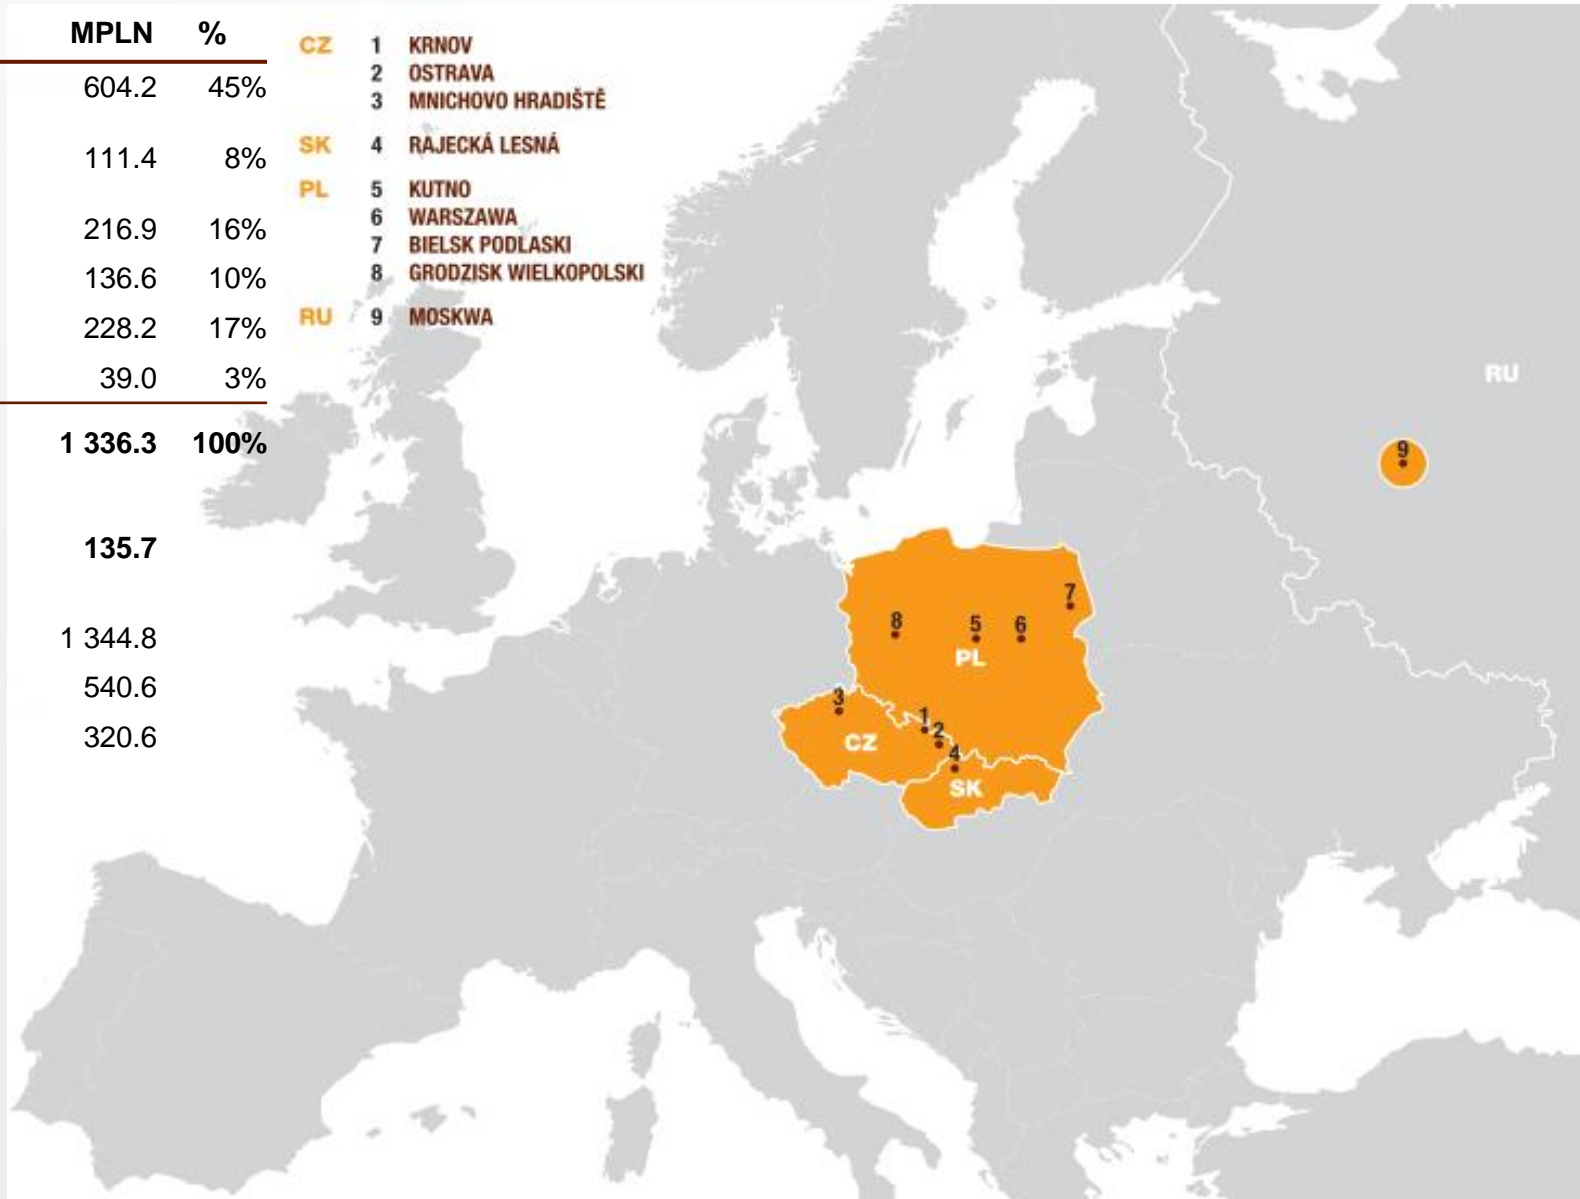 MPLN %
604.2 45%
111.4 8%
216.9 16%
136.6 10%
228.2 17%
39.0 3%
1 336.3 100%
135.7
1 344.8
540.6
320.6
CZ 1 KRNOV
2 OSTRAVA
3 MNICHOVO HRADIŠTĚ
SK 4 RAJECKÁ LESNÁ
PL 5 KUTNO
6 WARSZAWA
7 BIELSK PODLASKI
8 GRODZISK WIELKOPOLSKI
RU 9 MOSKWA
RU
9
7
8 5 6
PL
3
1
2
CZ
4
SK